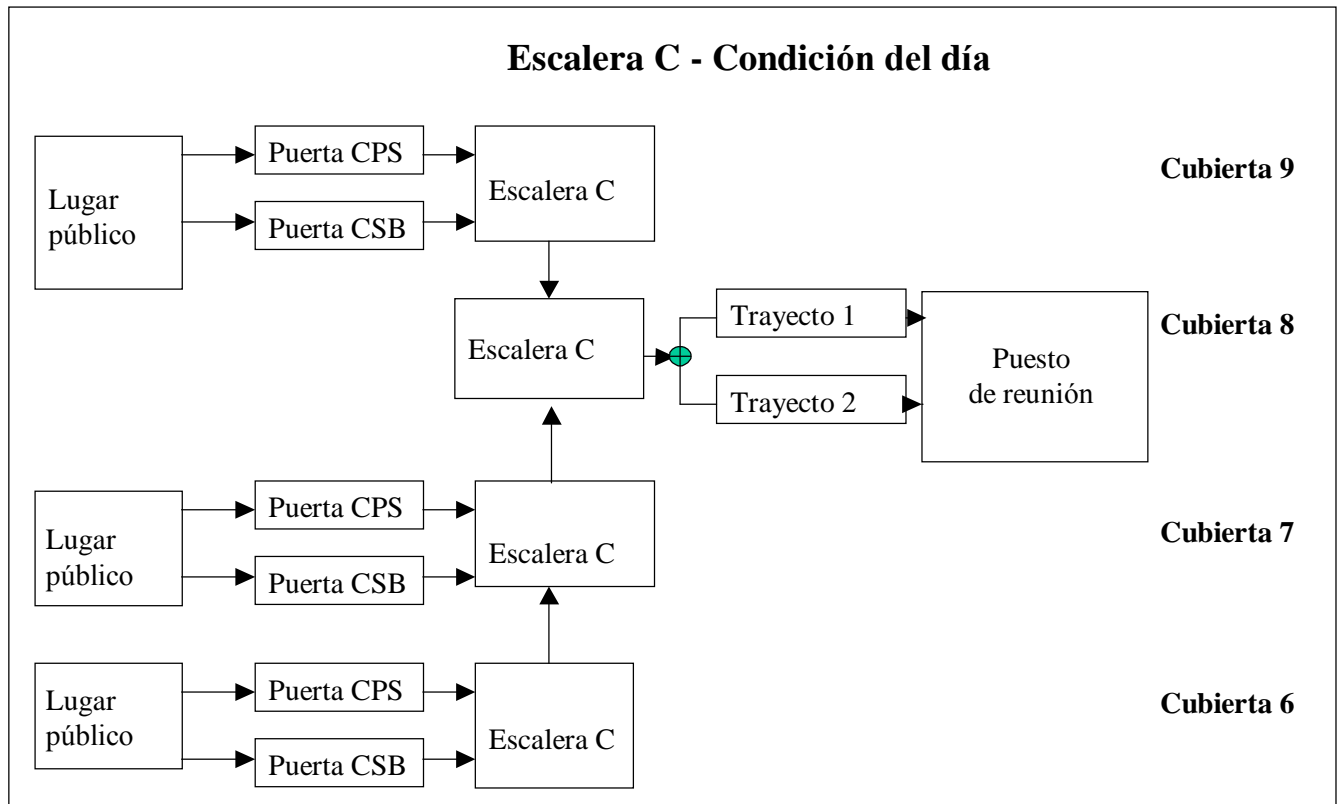 Escalera C - Condición del día
Lugar
público
Puerta CPS
Puerta CSB
Escalera C
Cubierta 9
Escalera C
Trayecto 1
Trayecto 2
Puesto
de reunión
Cubierta 8
Lugar
público
Puerta CPS
Puerta CSB
Escalera C
Cubierta 7
Lugar
público
Puerta CPS
Puerta CSB
Escalera C
Cubierta 6